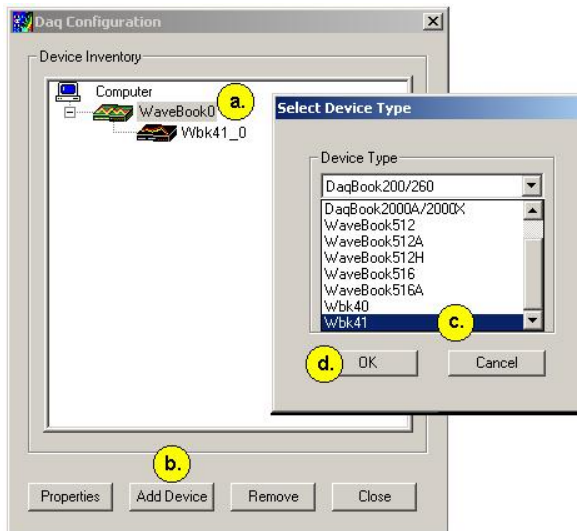 Daq Configuration
Device Inventory
Computer
a.
WaveBook0
Wbk41_0
Select Device Type
Device Type
DaqBook200/260
DaqBook2000A/2000X
WaveBook512
WaveBook512A
WaveBook512H
WaveBook516
WaveBook516A
Wbk40
Wbk41
c.
d.
OK
Cancel
b.
Properties
Add Device
Remove
Close